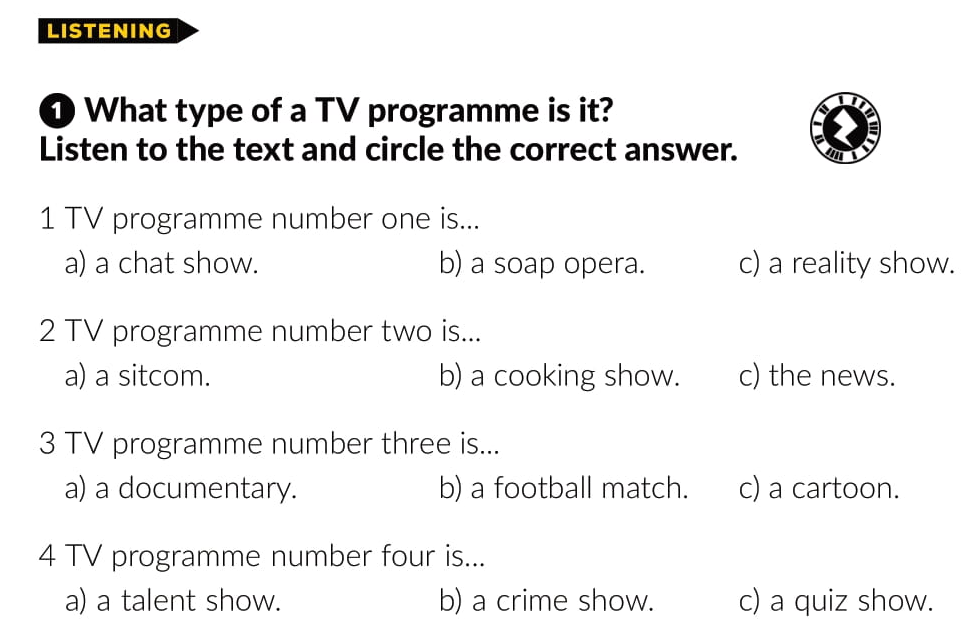 LISTENING
1 What type of a TV programme is it?
Listen to the text and circle the correct answer.
1 TV programme number one is...
a) a chat show. b) a soap opera. c) a reality show.
2 TV programme number two is...
a) a sitcom. b) a cooking show. c) the news.
3 TV programme number three is...
a) a documentary. b) a football match. c) a cartoon.
4 TV programme number four is...
a) a talent show. b) a crime show. c) a quiz show.